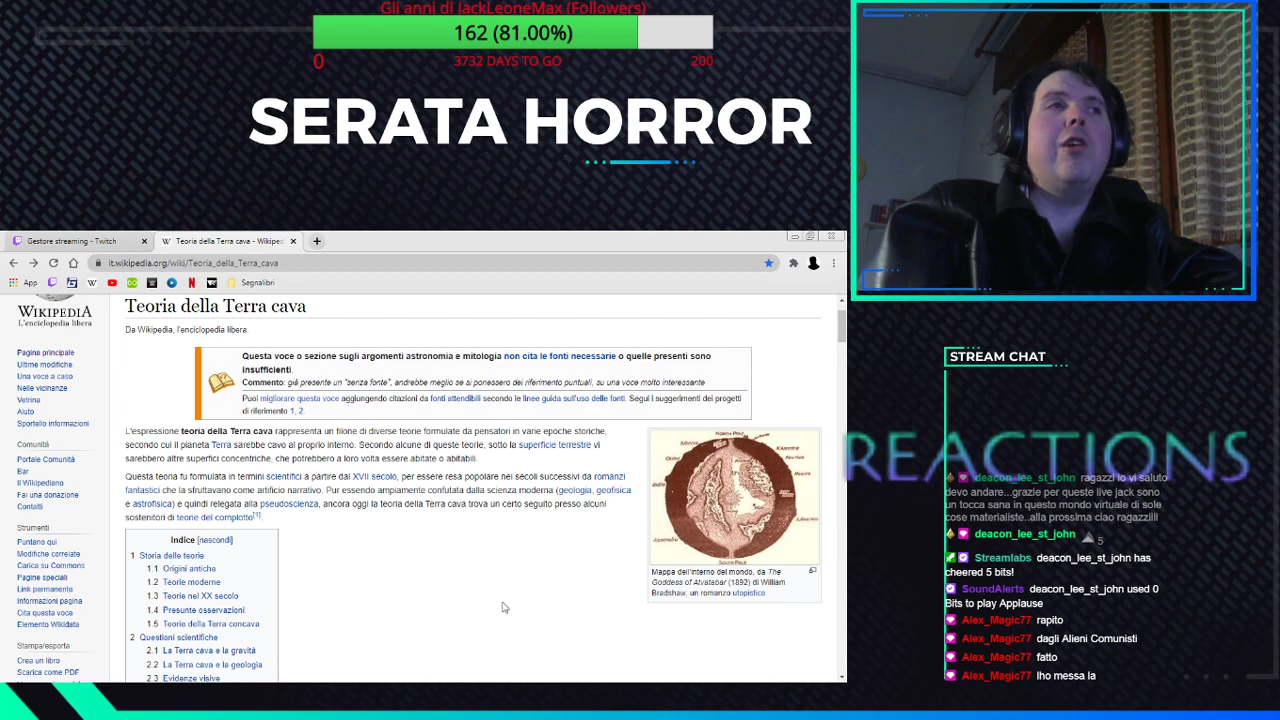 Gli anni di JackLeoneMax (Followers)
162 (81.00%)
0
3732 DAYS TO GO
200
SERATA HORROR
Gestore streaming - Twitch
Teoria della Terra cava - Wikiped
it.wikipedia.org/wiki/Teoria_della_Terra_cava
App
Segnalibri
WIKIPEDIA
L'enciclopedia libera
Pagina principale
Ultime modifiche
Una voce a caso
Nelle vicinanze
Vetrina
Aiuto
Sportello informazioni
Comunità
Portale Comunità
Bar
Il Wikipediano
Fai una donazione
Contatti
Strumenti
Puntano qui
Modifiche correlate
Carica su Commons
Pagine speciali
Link permanente
Informazioni pagina
Cita questa voce
Elemento Wikidata
Stampa/esporta
Crea un libro
Scarica come PDF
Teoria della Terra cava
Da Wikipedia, l'enciclopedia libera.
Questa voce o sezione sugli argomenti astronomia e mitologia non cita le fonti necessarie o quelle presenti sono
insufficienti.
Commento: già presente un "senza fonte", andrebbe meglio se si ponessero dei riferimento puntuali, su una voce molto interessante
Puoi migliorare questa voce aggiungendo citazioni da fonti attendibili secondo le linee guida sull'uso delle fonti. Segui i suggerimenti dei progetti
di riferimento 1, 2.
L'espressione teoria della Terra cava rappresenta un filone di diverse teorie formulate da pensatori in varie epoche storiche,
secondo cui il pianeta Terra sarebbe cavo al proprio interno. Secondo alcune di queste teorie, sotto la superficie terrestre vi
sarebbero altre superfici concentriche, che potrebbero a loro volta essere abitate o abitabili.
Questa teoria fu formulata in termini scientifici a partire dal XVII secolo, per essere resa popolare nei secoli successivi da romanzi
fantastici che la sfruttavano come artificio narrativo. Pur essendo ampiamente confutata dalla scienza moderna (geologia, geofisica
e astrofisica) e quindi relegata alla pseudoscienza, ancora oggi la teoria della Terra cava trova un certo seguito presso alcuni
sostenitori di teorie del complotto[1]
Indice [nascondi]
1 Storia delle teorie
1.1 Origini antiche
1.2 Teorie moderne
1.3 Teorie nel XX secolo
1.4 Presunte osservazioni
1.5 Teorie della Terra concava
2 Questioni scientifiche
2.1 La Terra cava e la gravità
2.2 La Terra cava e la geologia
2.3 Evidenze visive
Mappa dell'interno del mondo, da The
Goddess of Alvatabar (1892) di William
Bradshaw, un romanzo utopistico
STREAM CHAT
REACTIONS
deacon_lee_st_john ragazzi io vi saluto
devo andare...grazie per queste live jack sono
un tocca sana in questo mondo virtuale di sole
cose materialiste..alla prossima ciao ragazziiii
deacon_lee_st_john 5
Streamlabs deacon_lee_st_john has
cheered 5 bits!
SoundAlerts deacon_lee_st_john used 0
Bits to play Applause
Alex_Magic77 rapito
Alex_Magic77 dagli Alieni Comunisti
Alex_Magic77 fatto
Alex_Magic77 lho messa la